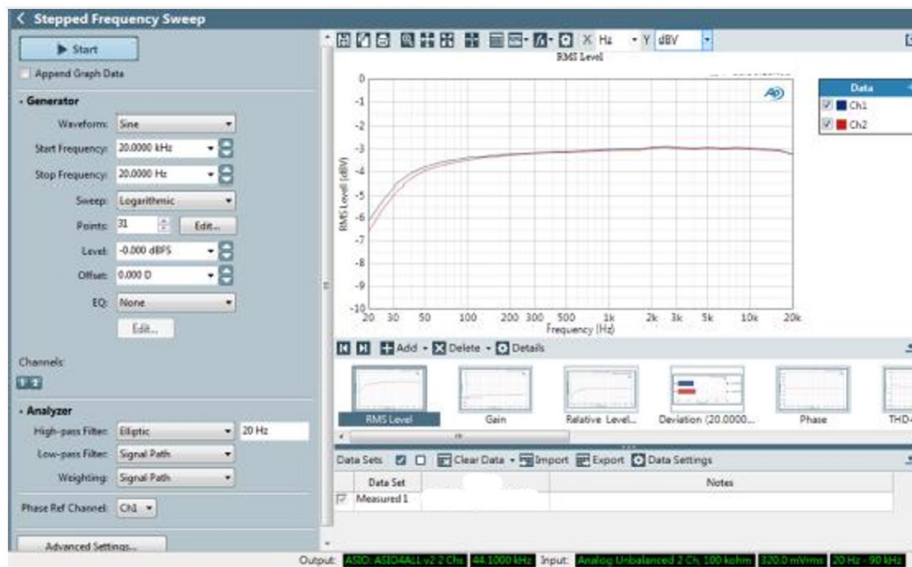 Stepped Frequency Sweep
Start
Append Graph Data
Generator
Waveform: Sine
Start Frequency: 20.0000 kHz
Stop Frequency: 20.0000 Hz
Sweep: Logarithmic
Points: 31 Edit...
Level: -0.000 dBFS
Offset: 0.000 D
EQ: None
Edit...
Channels:
1 2
Analyzer
High-pass Filter: Elliptic 20 Hz
Low-pass Filter: Signal Path
Weighting: Signal Path
Phase Ref Channel: Ch1
Advanced Settings...
X Hz Y dBV
RMS Level
0
-1
-2
-3
-4
-5
-6
-7
-8
-9
-10
RMS Level (dBV)
20 30 50 100 200 300 500 1k 2k 3k 5k 10k 20k
Frequency (Hz)
AP
Data
Ch1
Ch2
Add Delete Details
RMS Level
Gain
Relative Level...
Deviation (20.0000...
Phase
THD+
Data Sets Clear Data Import Export Data Settings
Data Set Notes
Measured 1
Output: ASIO: ASIO4ALL v2 2 Chs 44.1000 kHz Input: Analog Unbalanced 2 Ch, 100 kohm 320.0 mVrms 20 Hz - 90 kHz